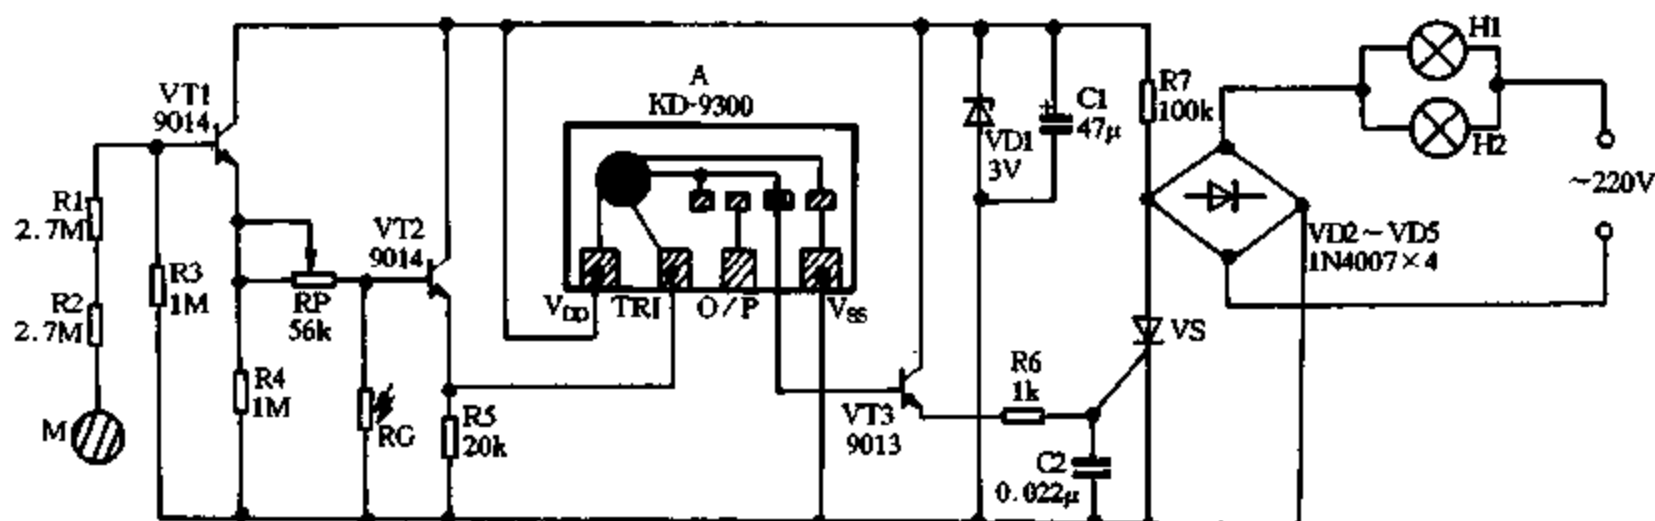 A
KD-9300
VT1
9014
R1
2.7M
R2
2.7M
M
R3
1M
RP
56k
R4
1M
RG
VT2
9014
R5
20k
VDD
TRI
O/P
VSS
VT3
9013
R6
1k
C2
0.022μ
VD1
3V
+
C1
47μ
R7
100k
VS
VD2~VD5
1N4007×4
H1
H2
~220V